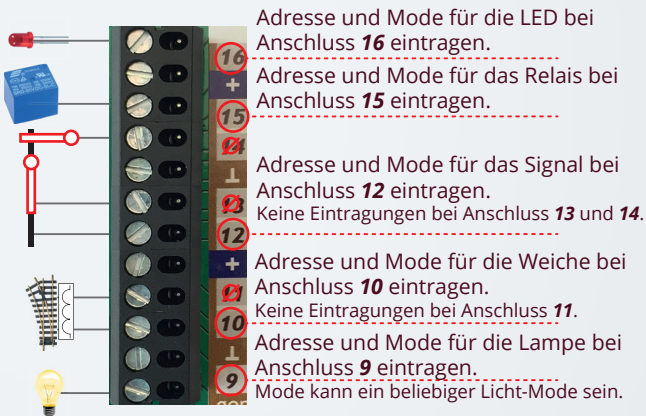 Adresse und Mode für die LED bei
Anschluss 16 eintragen.
Adresse und Mode für das Relais bei
Anschluss 15 eintragen.
Adresse und Mode für das Signal bei
Anschluss 12 eintragen.
Keine Eintragungen bei Anschluss 13 und 14.
Adresse und Mode für die Weiche bei
Anschluss 10 eintragen.
Keine Eintragungen bei Anschluss 11.
Adresse und Mode für die Lampe bei
Anschluss 9 eintragen.
Mode kann ein beliebiger Licht-Mode sein.
16
+
15
14
⊥
13
12
+
11
10
⊥
9